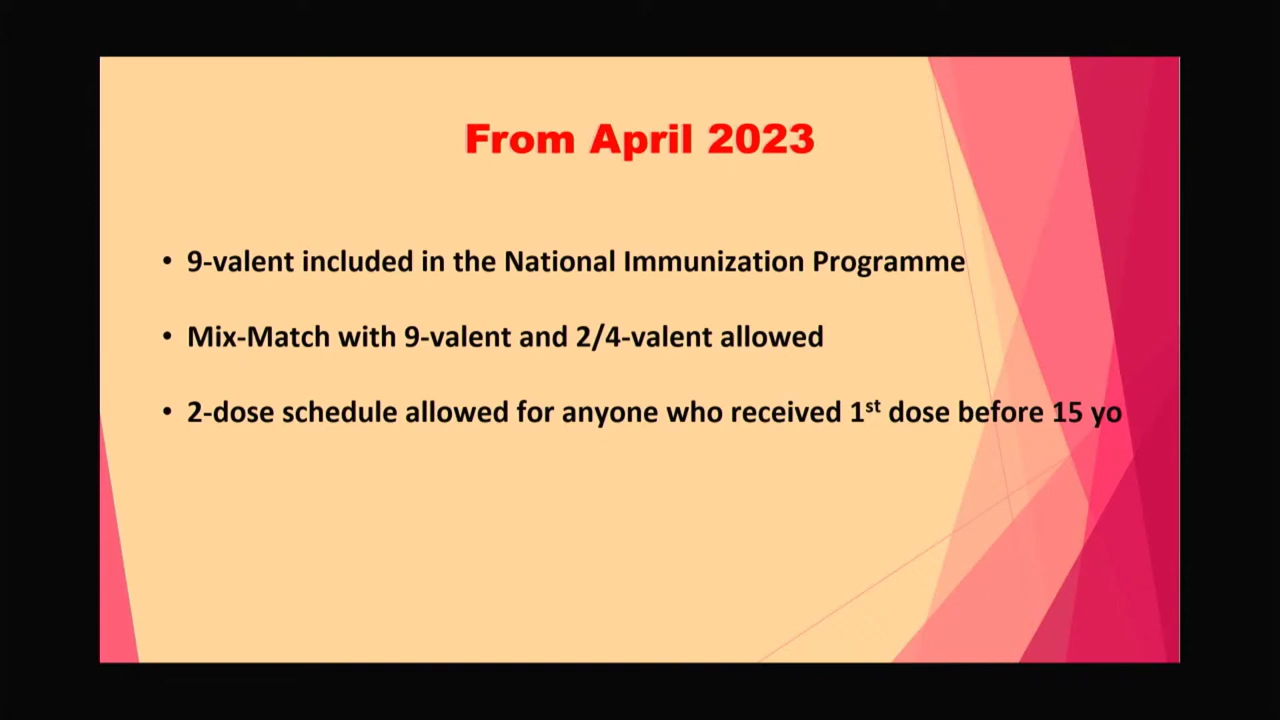 From April 2023
• 9-valent included in the National Immunization Programme
• Mix-Match with 9-valent and 2/4-valent allowed
• 2-dose schedule allowed for anyone who received 1st dose before 15 yo